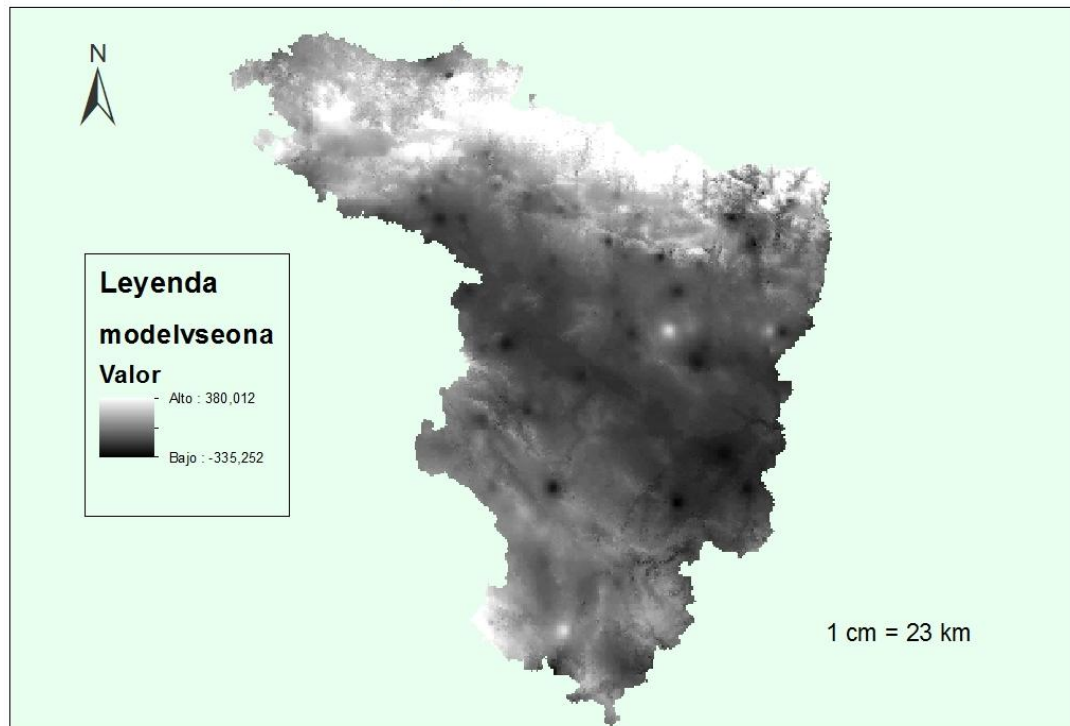 N
Leyenda
modelvseona
Valor
Alto : 380,012
Bajo : -335,252
1 cm = 23 km